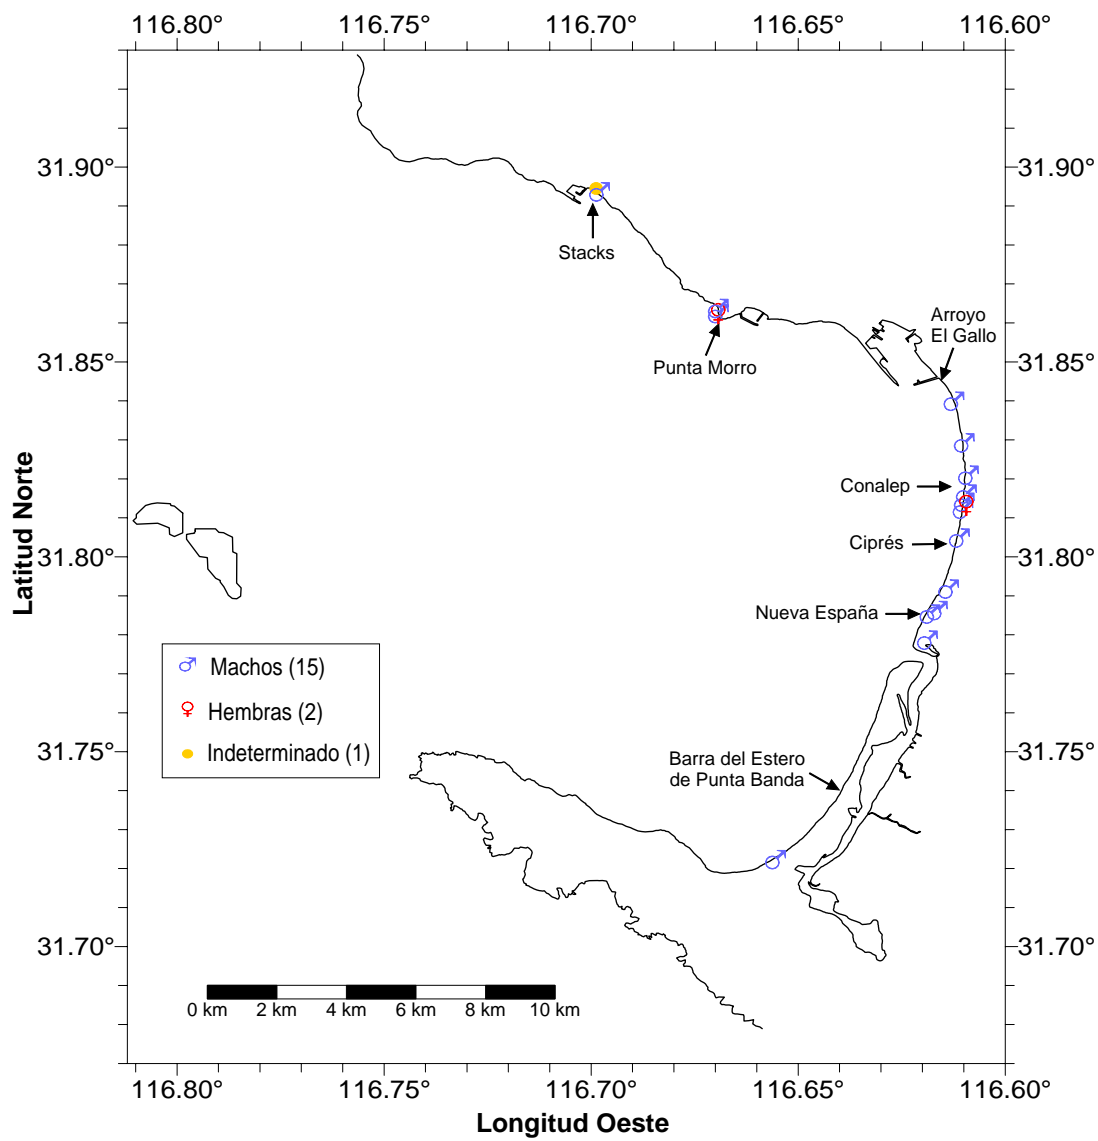 116.80° 116.75° 116.70° 116.65° 116.60°
31.90° 31.90°
Stacks
Arroyo
El Gallo
31.85° 31.85°
Punta Morro
Conalep
Latitud Norte
Ciprés
31.80° 31.80°
Nueva España
Machos (15)
Hembras (2)
Indeterminado (1)
31.75° 31.75°
Barra del Estero
de Punta Banda
31.70° 31.70°
0 km 2 km 4 km 6 km 8 km 10 km
116.80° 116.75° 116.70° 116.65° 116.60°
Longitud Oeste